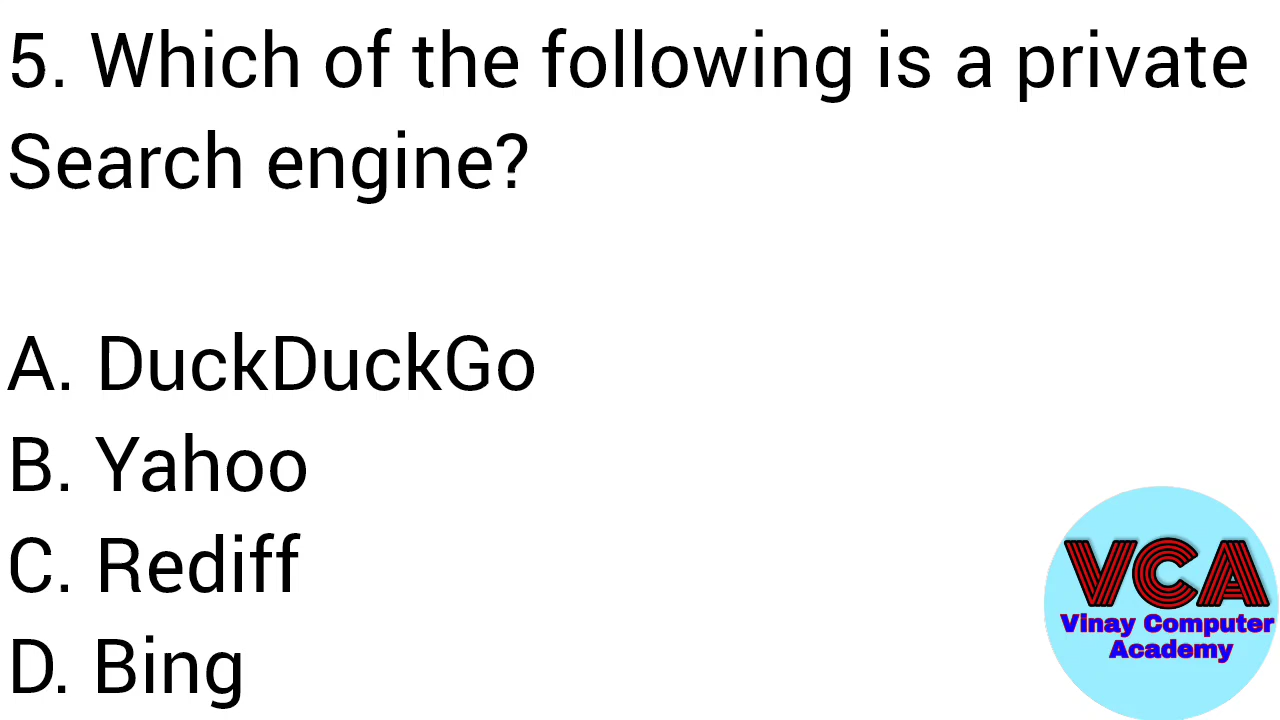 5. Which of the following is a private
Search engine?
A. DuckDuckGo
B. Yahoo
C. Rediff
D. Bing
VCA
Vinay Computer
Academy